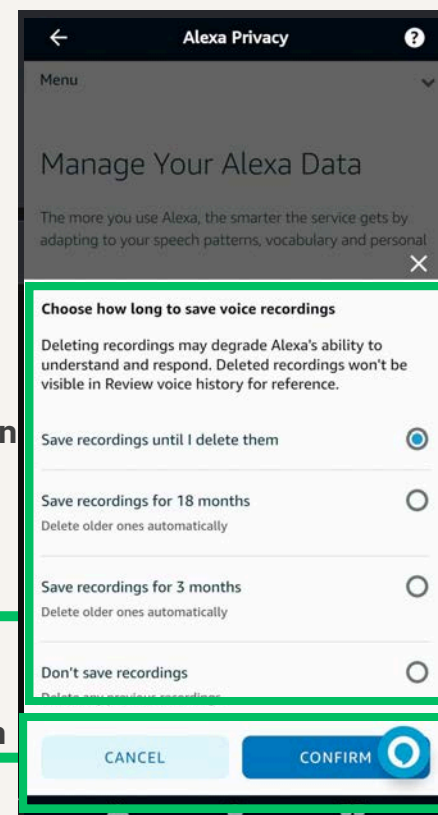 Alexa Privacy
?
Menu
Manage Your Alexa Data
The more you use Alexa, the smarter the service gets by
adapting to your speech patterns, vocabulary and personal
Choose how long to save voice recordings
Deleting recordings may degrade Alexa's ability to
understand and respond. Deleted recordings won't be
visible in Review voice history for reference.
n
Save recordings until I delete them
Save recordings for 18 months
Delete older ones automatically
Save recordings for 3 months
Delete older ones automatically
Don't save recordings
Delete any previous recordings
a
CANCEL
CONFIRM